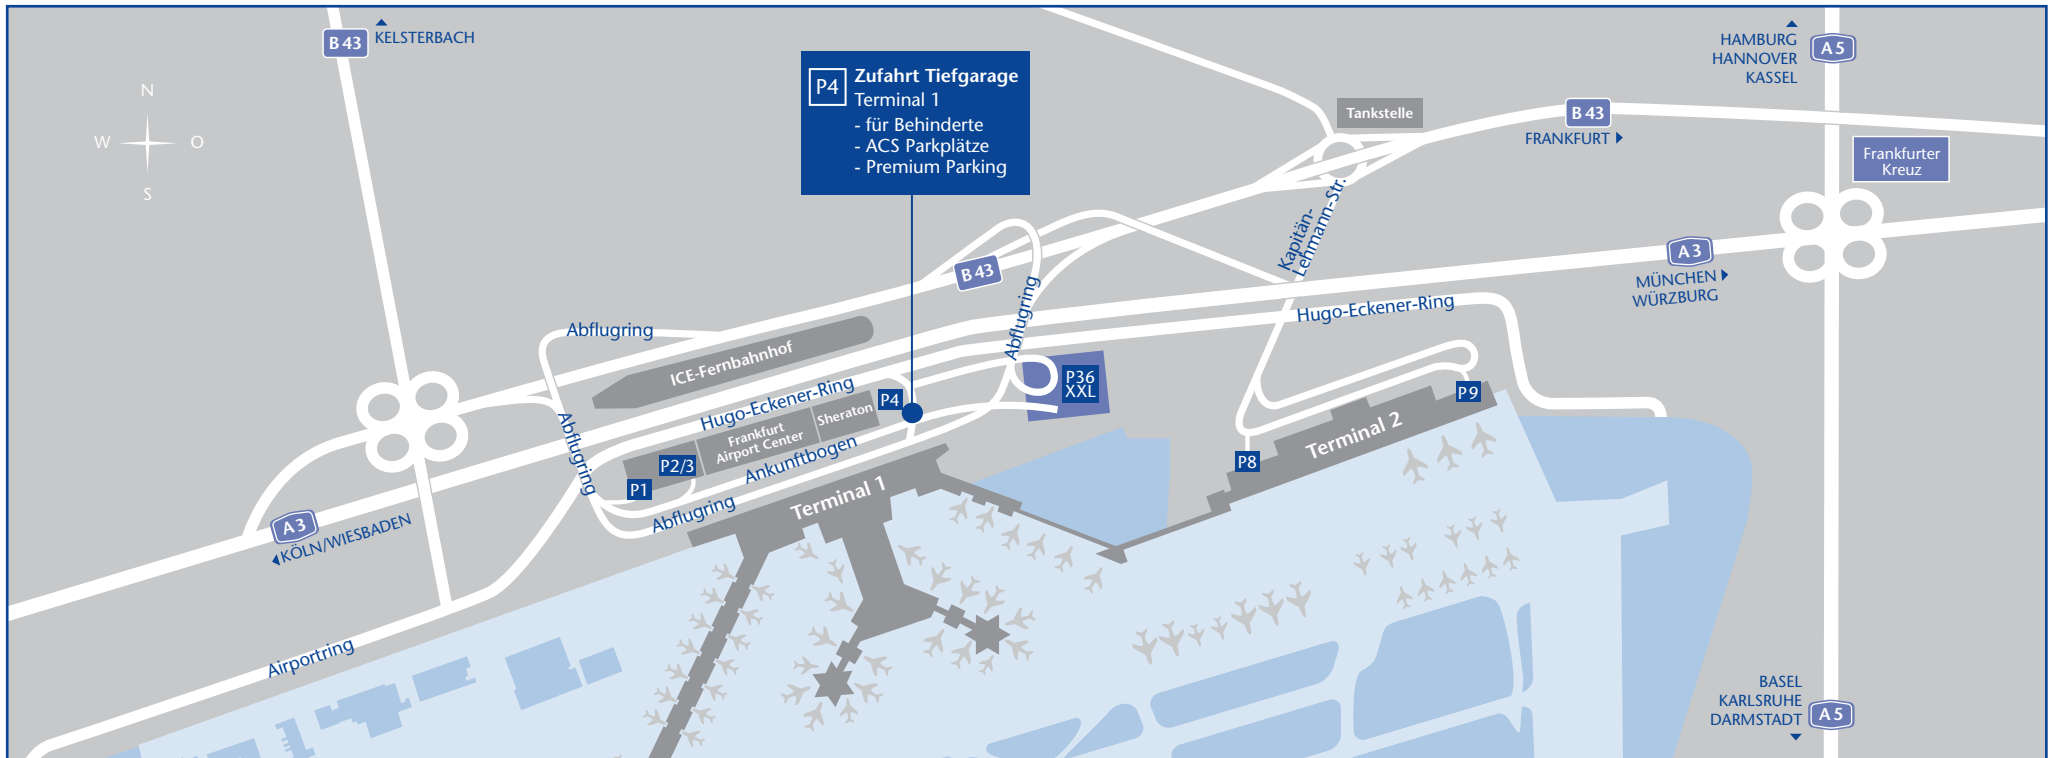 B 43
KELSTERBACH
N
W
O
S
P4
Zufahrt Tiefgarage
Terminal 1
- für Behinderte
- ACS Parkplätze
- Premium Parking
Tankstelle
B 43
FRANKFURT
HAMBURG
HANNOVER
KASSEL
A 5
Frankfurter
Kreuz
Kapitän-
Lehmann-Str.
A 3
MÜNCHEN
WÜRZBURG
B 43
Abflugring
Abflugring
Hugo-Eckener-Ring
ICE-Fernbahnhof
Hugo-Eckener-Ring
P4
P36
XXL
P9
Sheraton
Frankfurt
Airport Center
Abflugring
Ankunftbogen
P2/3
P1
Terminal 2
P8
Terminal 1
Abflugring
A 3
KÖLN/WIESBADEN
Airportring
BASEL
KARLSRUHE
DARMSTADT
A 5